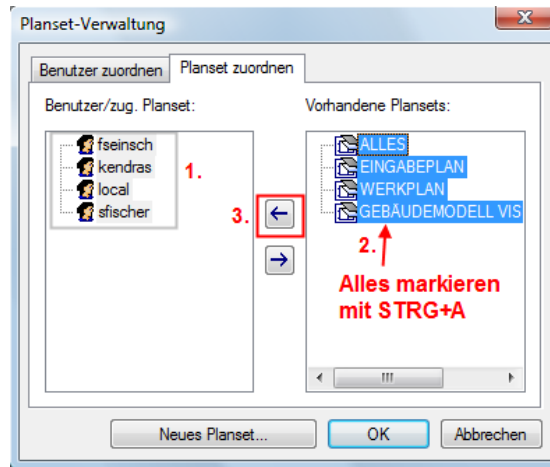 Planset-Verwaltung
Benutzer zuordnen
Planset zuordnen
Benutzer/zug. Planset:
Vorhandene Plansets:
fseinsch
kendras
local
sfischer
1.
3.
ALLES
EINGABEPLAN
WERKPLAN
GEBÄUDEMODELL VIS
2.
Alles markieren
mit STRG+A
Neues Planset...
OK
Abbrechen